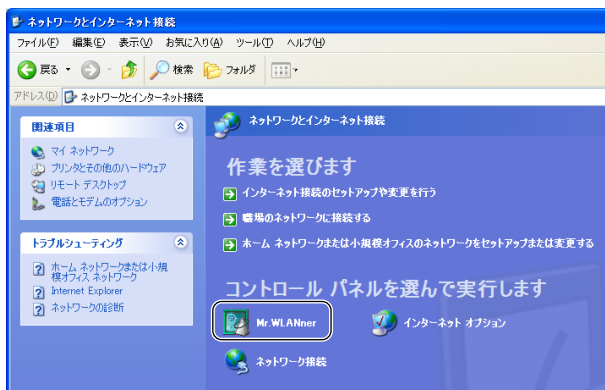 ネットワークとインターネット接続
ファイル(F) 編集(E) 表示(V) お気に入り(A) ツール(T) ヘルプ(H)
戻る 検索 フォルダ
アドレス(D) ネットワークとインターネット接続
関連項目
マイ ネットワーク
プリンタとその他のハードウェア
リモート デスクトップ
電話とモデムのオプション
トラブルシューティング
ホーム ネットワークまたは小規
模オフィス ネットワーク
Internet Explorer
ネットワークの診断
ネットワークとインターネット接続
作業を選びます
インターネット接続のセットアップや変更を行う
職場のネットワークに接続する
ホーム ネットワークまたは小規模オフィスのネットワークをセットアップまたは変更する
コントロール パネルを選んで実行します
Mr.WLANner インターネット オプション
ネットワーク接続